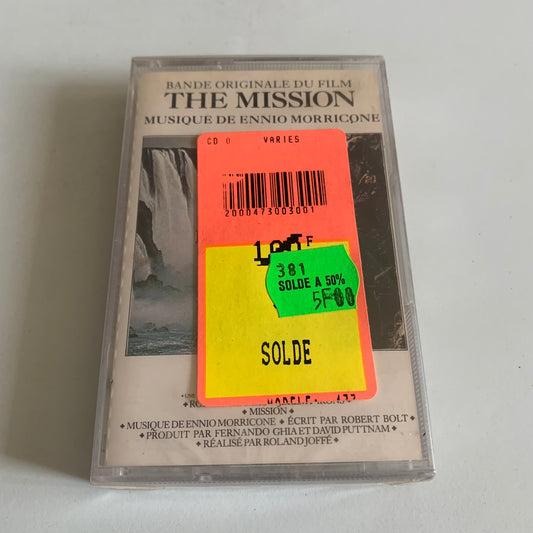 BANDE ORIGINALE DU FILM
THE MISSION
MUSIQUE DE ENNIO MORRICONE
CD 0 VARIES
2000473003001
F
381
SOLDE A 50%
5F00
SOLDE
MISSION
MUSIQUE DE ENNIO MORRICONE ✦ ÉCRIT PAR ROBERT BOLT ✦
✦ PRODUIT PAR FERNANDO GHIA ET DAVID PUTTNAM ✦
✦ RÉALISÉ PAR ROLAND JOFFÉ ✦